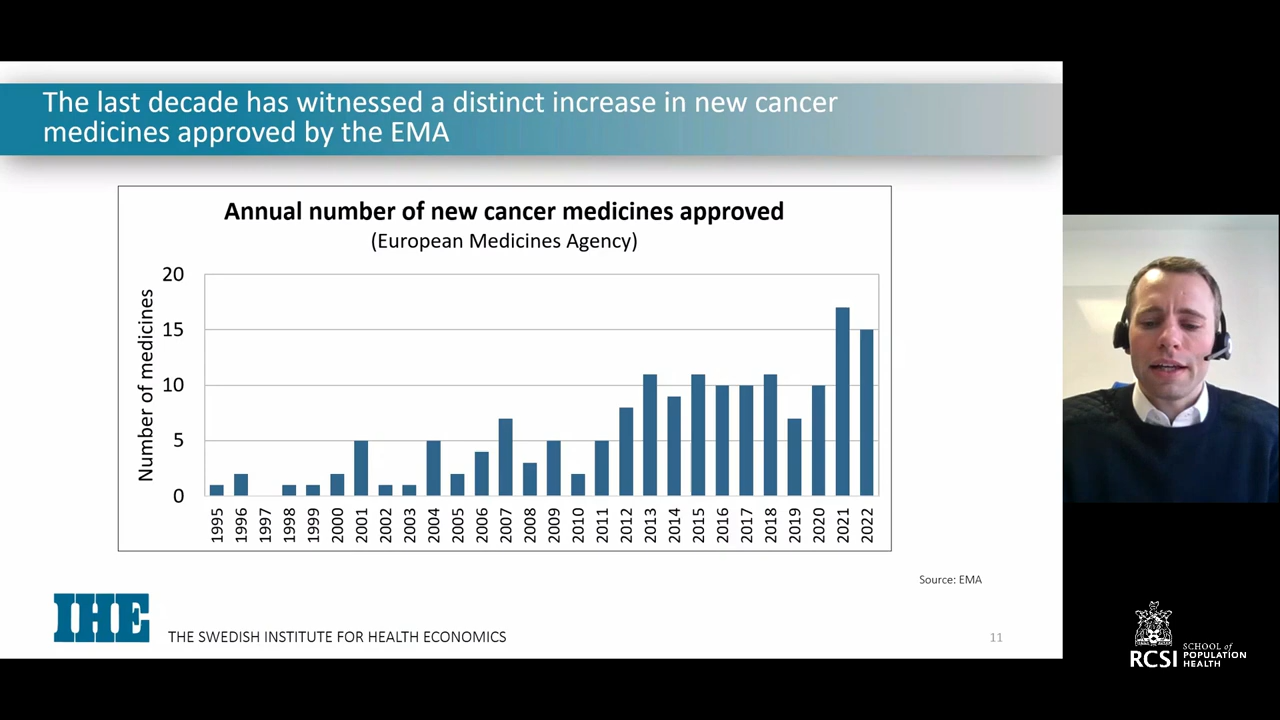 The last decade has witnessed a distinct increase in new cancer
medicines approved by the EMA
Annual number of new cancer medicines approved
(European Medicines Agency)
Number of medicines
20
15
10
5
0
1995 1996 1997 1998 1999 2000 2001 2002 2003 2004 2005 2006 2007 2008 2009 2010 2011 2012 2013 2014 2015 2016 2017 2018 2019 2020 2021 2022
Source: EMA
IHE
THE SWEDISH INSTITUTE FOR HEALTH ECONOMICS
11
RCSI
SCHOOL of
POPULATION
HEALTH